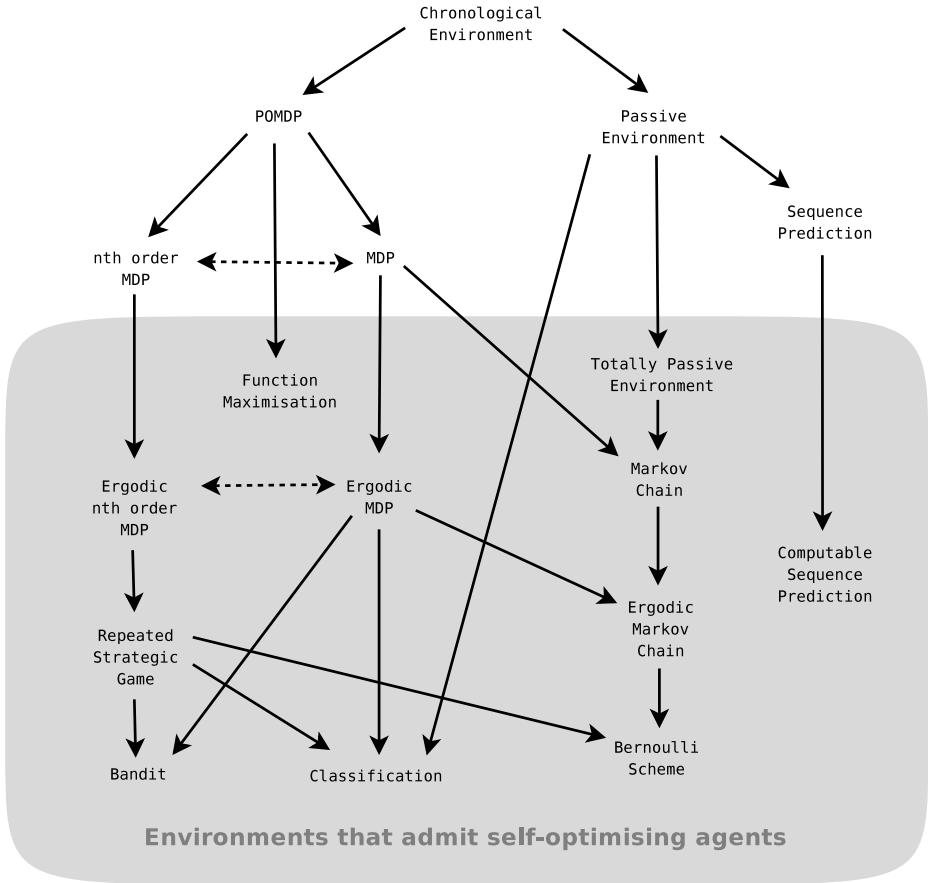 Chronological
Environment
POMDP
Passive
Environment
Sequence
Prediction
nth order
MDP
MDP
Function
Maximisation
Totally Passive
Environment
Markov
Chain
Ergodic
nth order
MDP
Ergodic
MDP
Computable
Sequence
Prediction
Ergodic
Markov
Chain
Repeated
Strategic
Game
Bernoulli
Scheme
Bandit
Classification
Environments that admit self-optimising agents